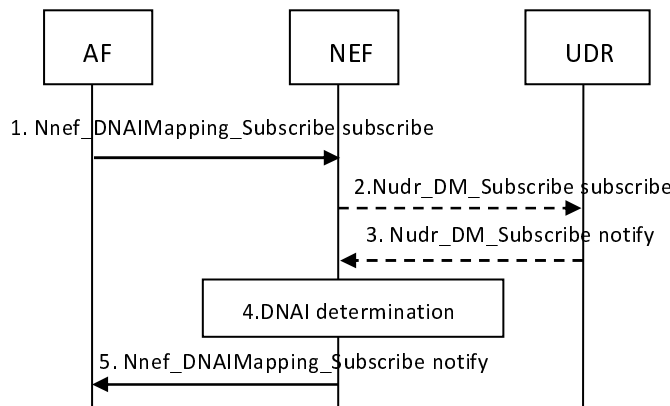 AF
NEF
UDR
1. Nnef_DNAIMapping_Subscribe subscribe
2.Nudr_DM_Subscribe subscribe
3. Nudr_DM_Subscribe notify
4.DNAI determination
5. Nnef_DNAIMapping_Subscribe notify